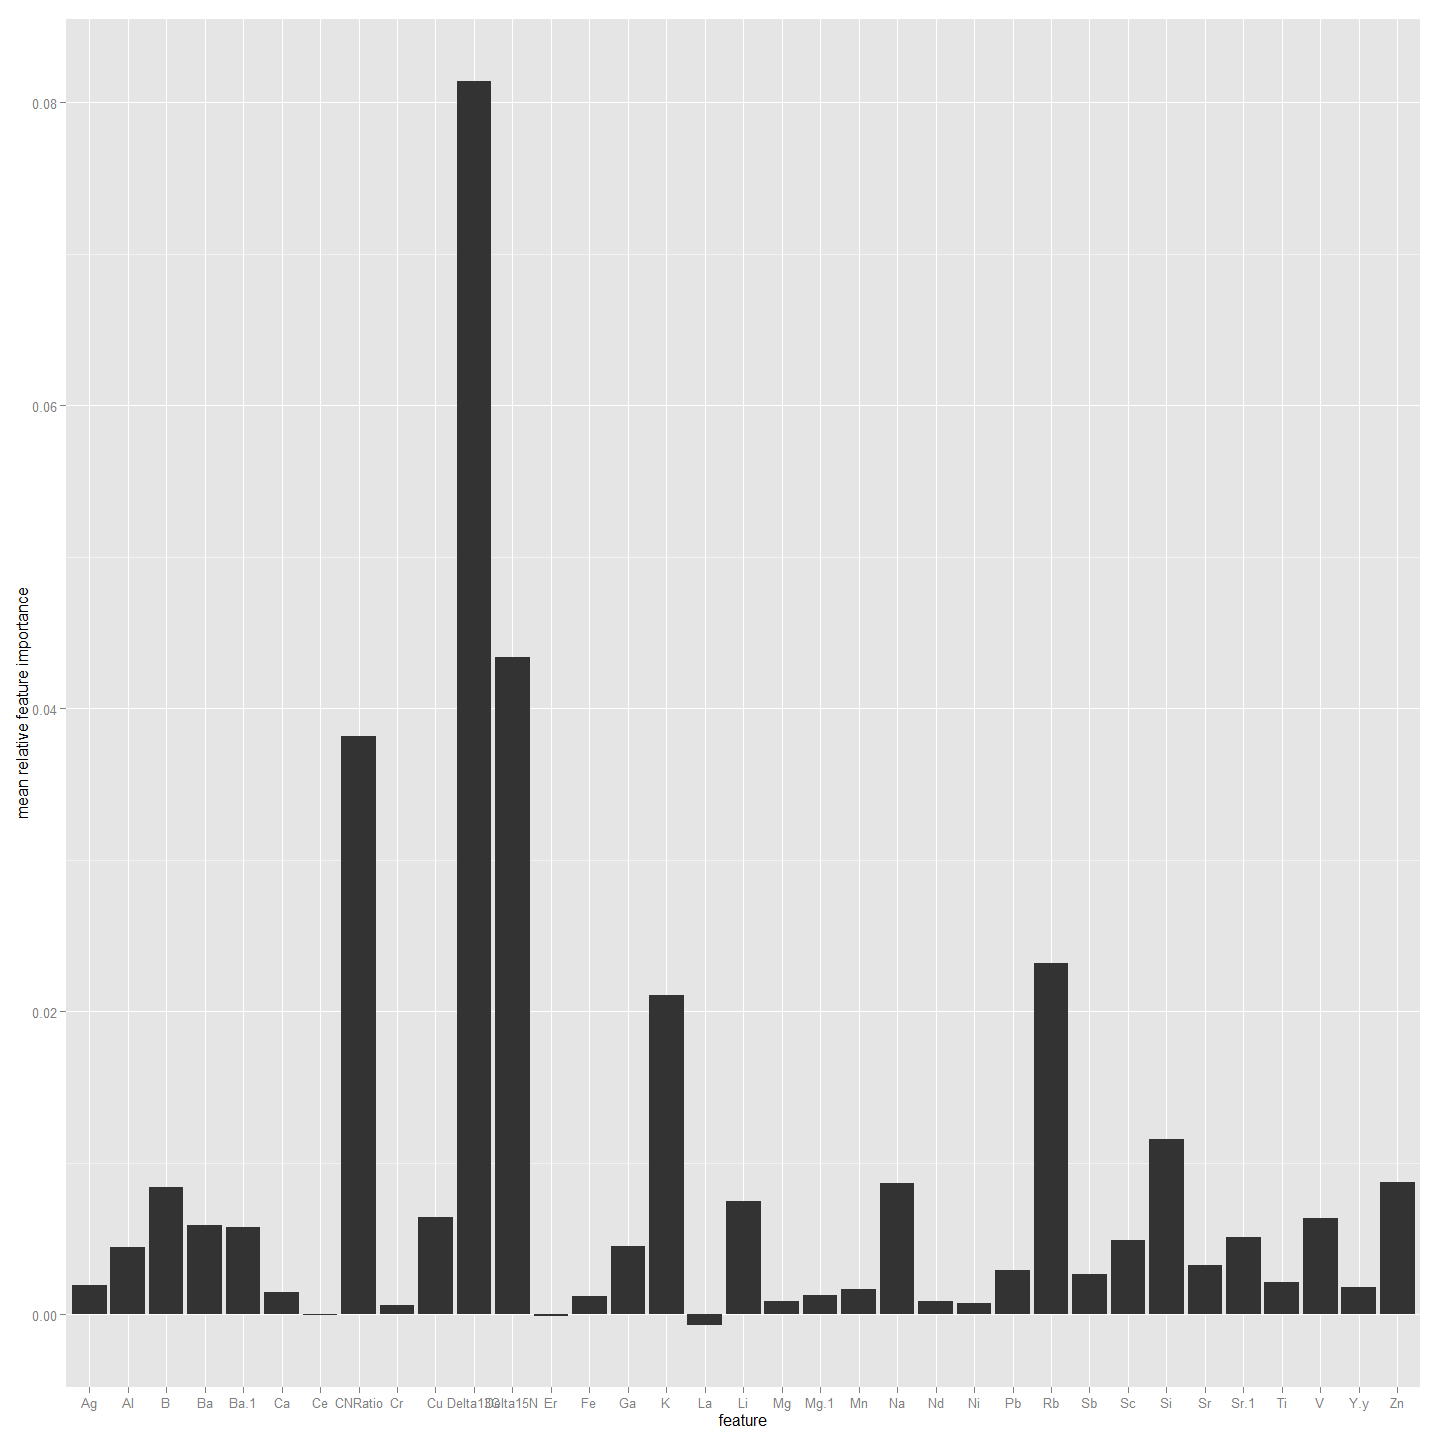 0.08
0.06
0.04
0.02
0.00
mean relative feature importance
Ag Al B Ba Ba.1 Ca Ce CNRatio Cr Cu Delta13C Delta15N Er Fe Ga K La Li Mg Mg.1 Mn Na Nd Ni Pb Rb Sb Sc Si Sr Sr.1 Ti V Y.y Zn
feature